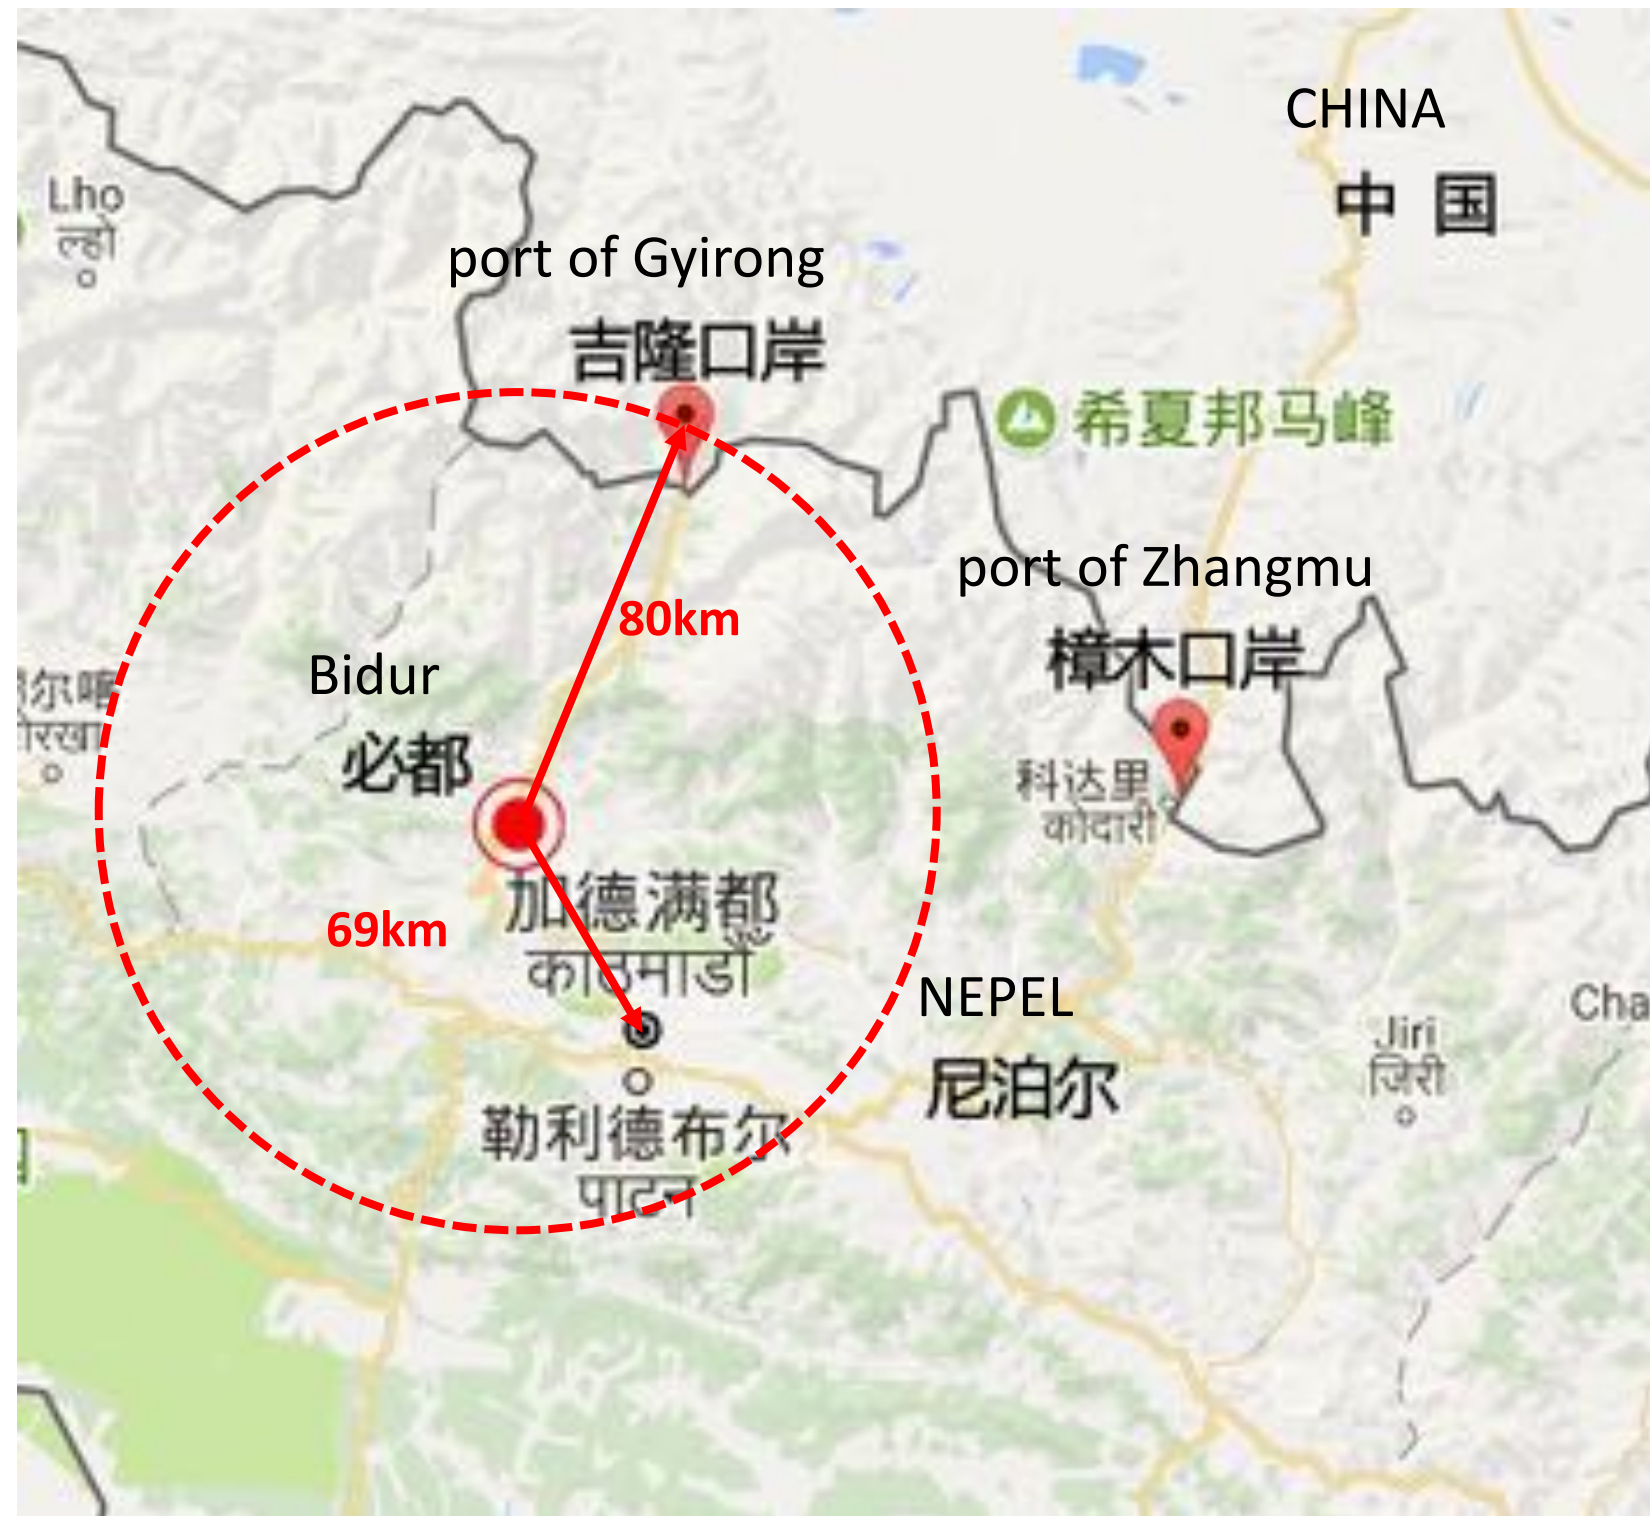 CHINA
中 国
Lho
ल्हो
port of Gyirong
吉隆口岸
希夏邦马峰
port of Zhangmu
樟木口岸
80km
Bidur
必都
科达里
कोदारी
加德满都
काठमाडौँ
69km
NEPEL
尼泊尔
Cha
Jiri
जिरी
勒利德布尔
पाटन